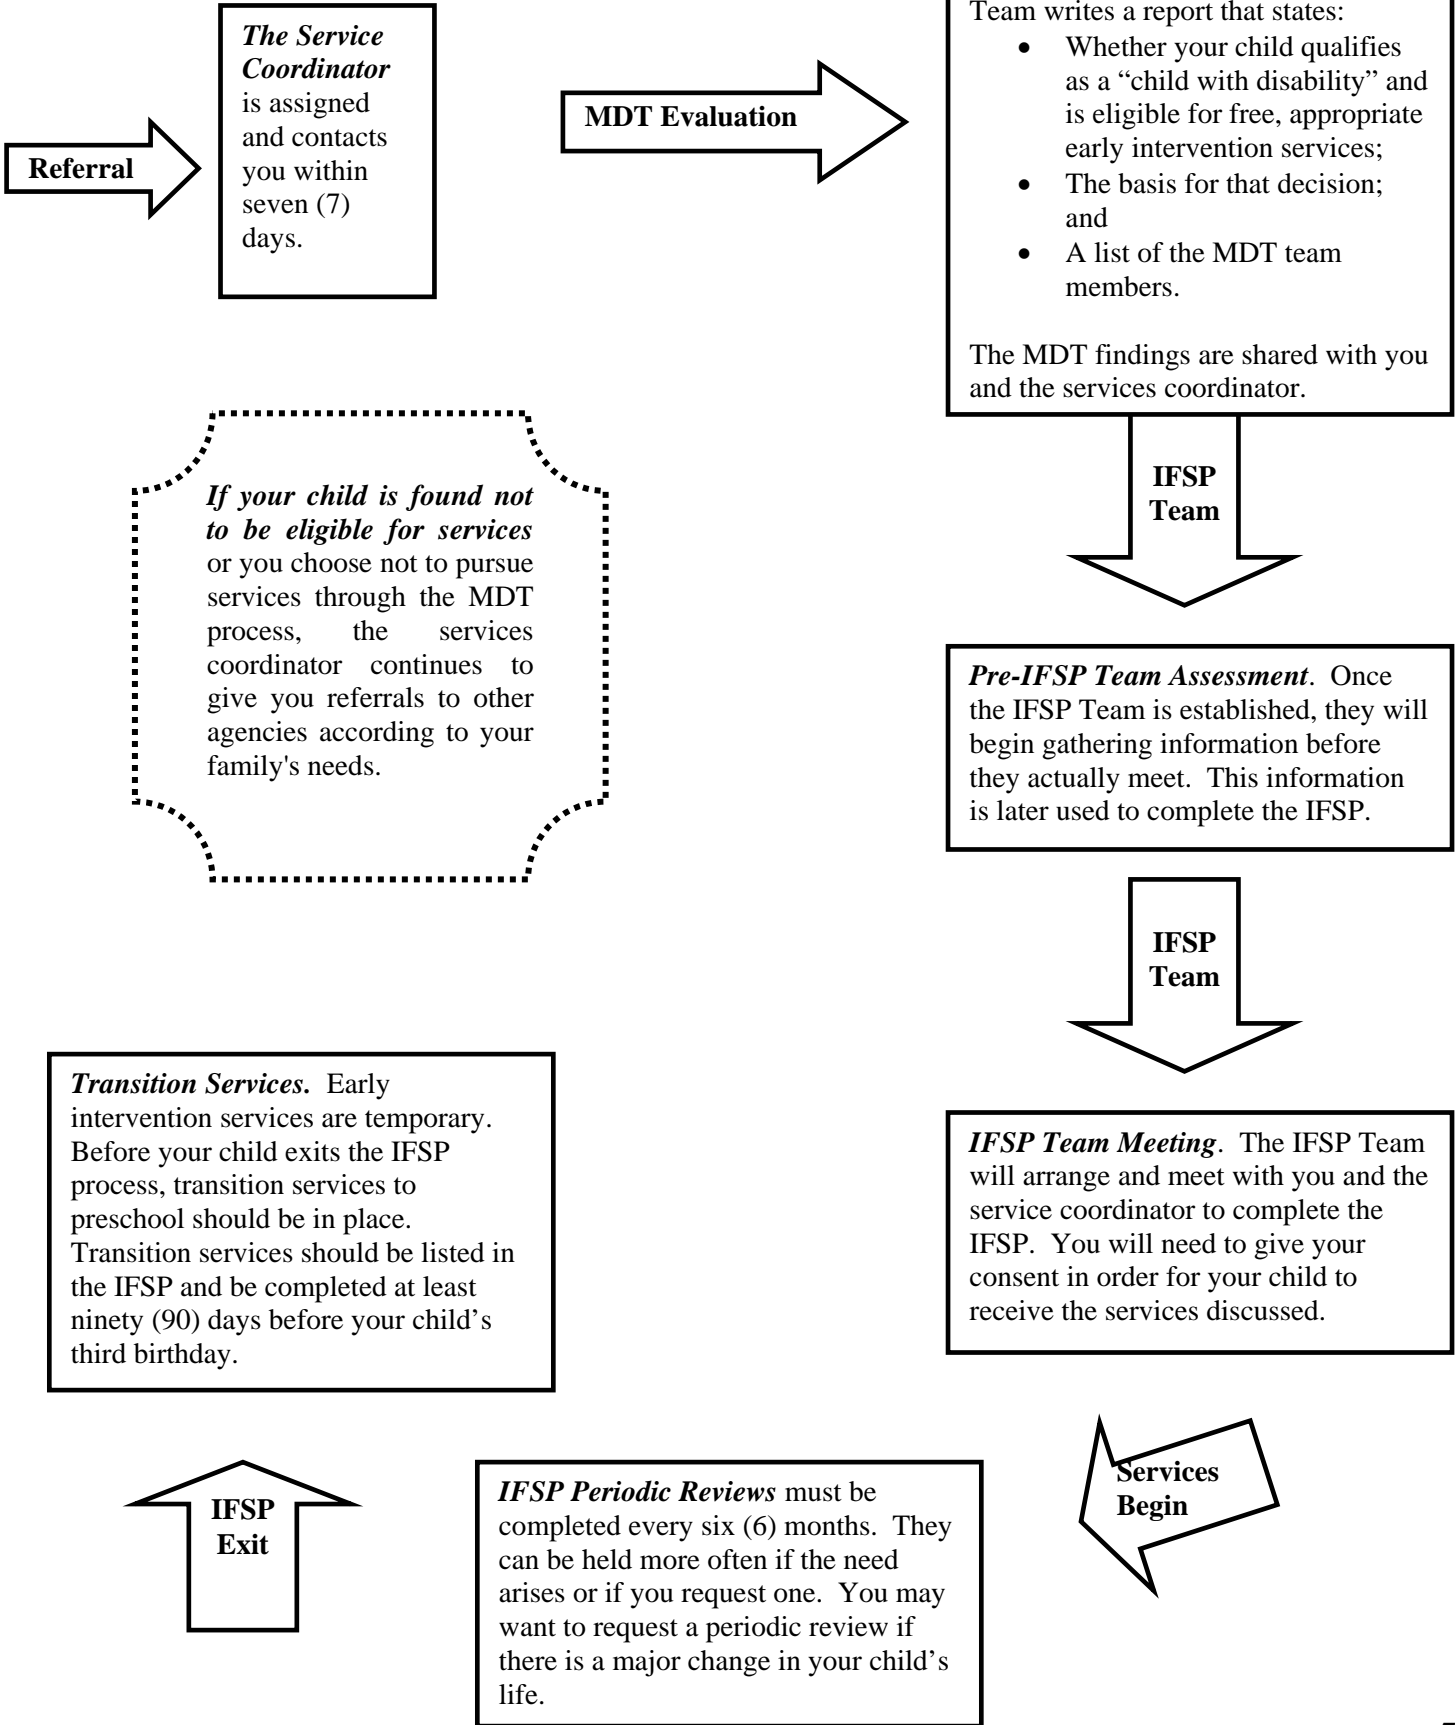 Referral
The Service
Coordinator
is assigned
and contacts
you within
seven (7)
days.
MDT Evaluation
Team writes a report that states:
• Whether your child qualifies
as a “child with disability” and
is eligible for free, appropriate
early intervention services;
• The basis for that decision;
and
• A list of the MDT team
members.
The MDT findings are shared with you
and the services coordinator.
If your child is found not
to be eligible for services
or you choose not to pursue
services through the MDT
process, the services
coordinator continues to
give you referrals to other
agencies according to your
family's needs.
IFSP
Team
Pre-IFSP Team Assessment. Once
the IFSP Team is established, they will
begin gathering information before
they actually meet. This information
is later used to complete the IFSP.
IFSP
Team
IFSP Team Meeting. The IFSP Team
will arrange and meet with you and the
service coordinator to complete the
IFSP. You will need to give your
consent in order for your child to
receive the services discussed.
Services
Begin
IFSP Periodic Reviews must be
completed every six (6) months. They
can be held more often if the need
arises or if you request one. You may
want to request a periodic review if
there is a major change in your child’s
life.
IFSP
Exit
Transition Services. Early
intervention services are temporary.
Before your child exits the IFSP
process, transition services to
preschool should be in place.
Transition services should be listed in
the IFSP and be completed at least
ninety (90) days before your child’s
third birthday.